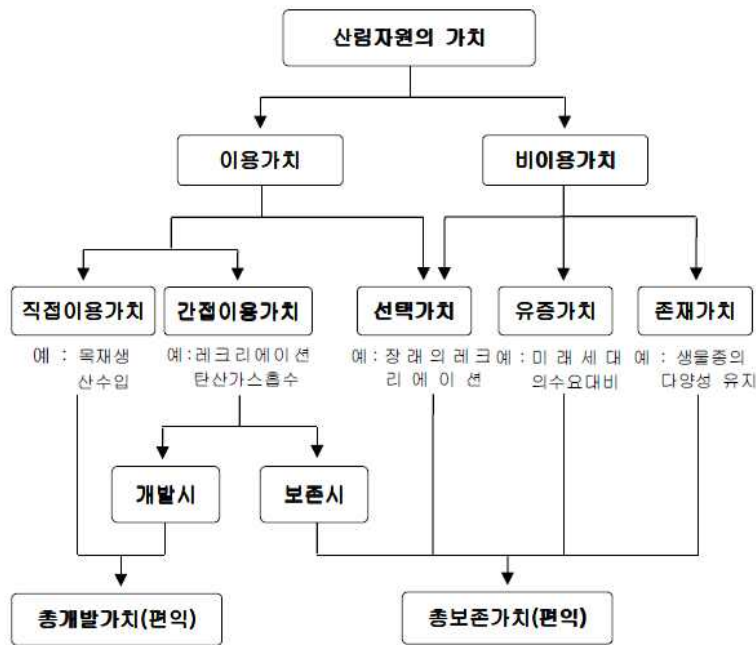 산림자원의 가치
이용가치
비이용가치
직접이용가치
간접이용가치
선택가치
유증가치
존재가치
예 : 목재생
산수입
예:레크리에이션
탄산가스흡수
예:장래의레크
리에이션
예:미래세대
의수요대비
예: 생물종의
다양성 유지
개발시
보존시
총개발가치(편익)
총보존가치(편익)